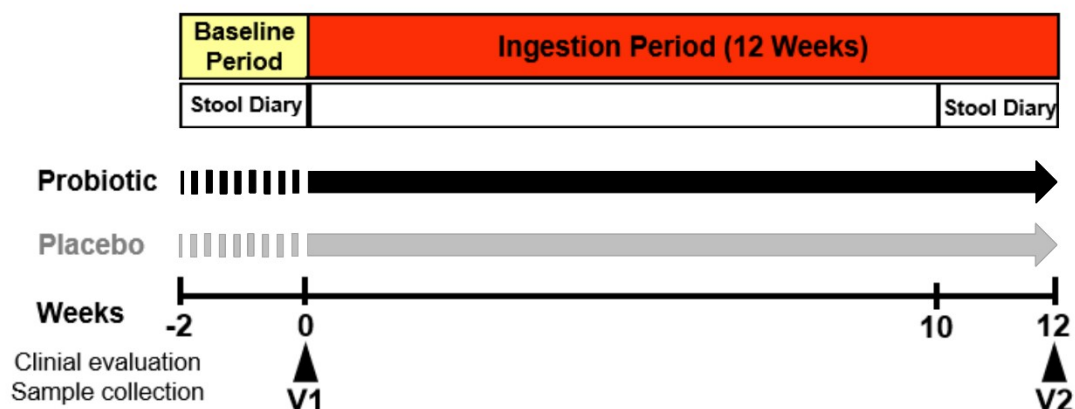 Baseline
Period
Ingestion Period (12 Weeks)
Stool Diary
Stool Diary
Probiotic
Placebo
Weeks
-2
0
10
12
Clinial evaluation
Sample collection
V1
V2